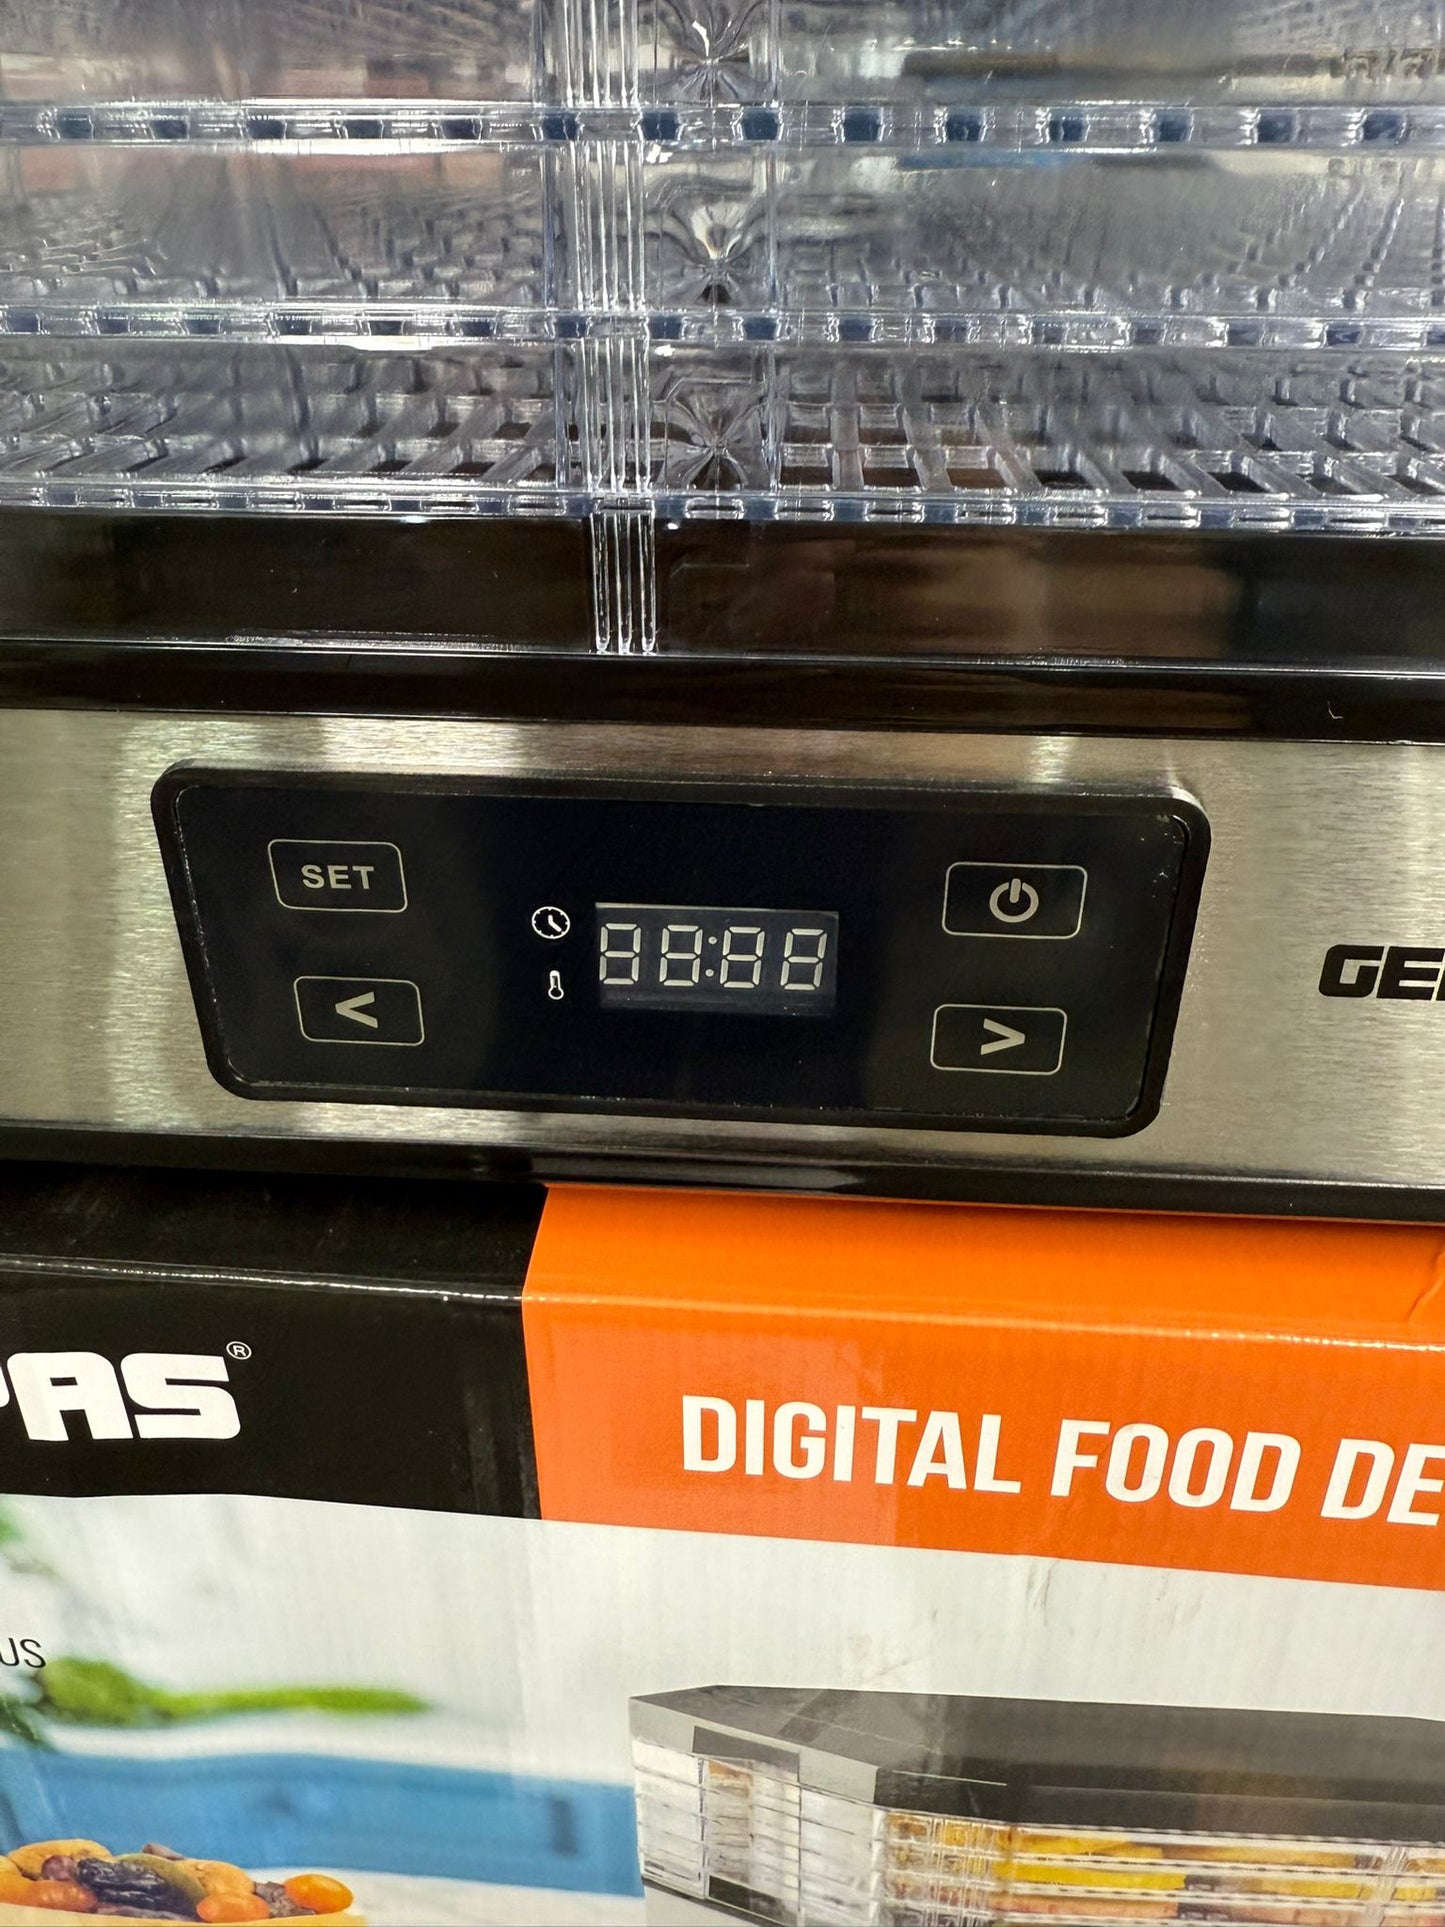 SET
88:88
<
>
GE
PAS®
DIGITAL FOOD DE
US